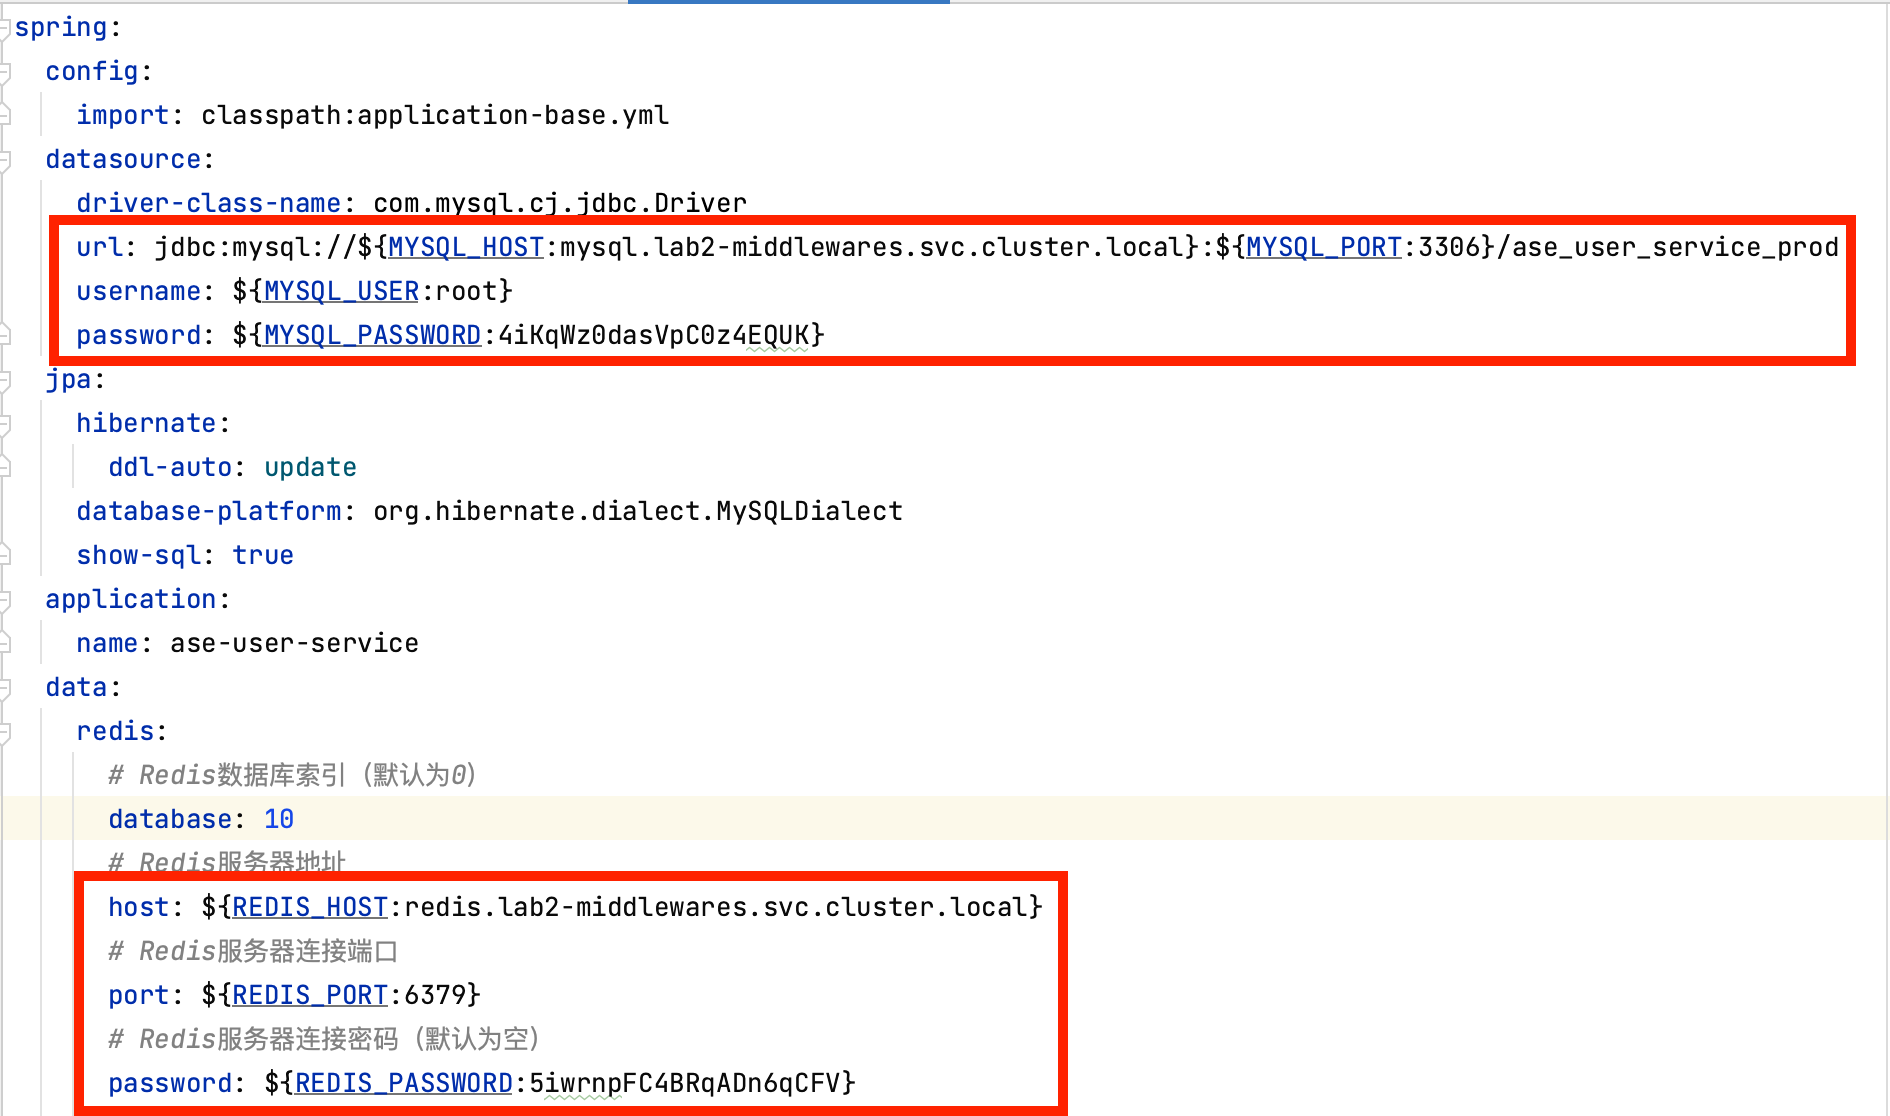 spring:
config:
import: classpath:application-base.yml
datasource:
driver-class-name: com.mysql.cj.jdbc.Driver
url: jdbc:mysql://${MYSQL_HOST:mysql.lab2-middlewares.svc.cluster.local}:${MYSQL_PORT:3306}/ase_user_service_prod
username: ${MYSQL_USER:root}
password: ${MYSQL_PASSWORD:4iKqWz0dasVpC0z4EQUK}
jpa:
hibernate:
ddl-auto: update
database-platform: org.hibernate.dialect.MySQLDialect
show-sql: true
application:
name: ase-user-service
data:
redis:
# Redis数据库索引（默认为0）
database: 10
# Redis服务器地址
host: ${REDIS_HOST:redis.lab2-middlewares.svc.cluster.local}
# Redis服务器连接端口
port: ${REDIS_PORT:6379}
# Redis服务器连接密码（默认为空）
password: ${REDIS_PASSWORD:5iwrnpFC4BRqADn6qCFV}